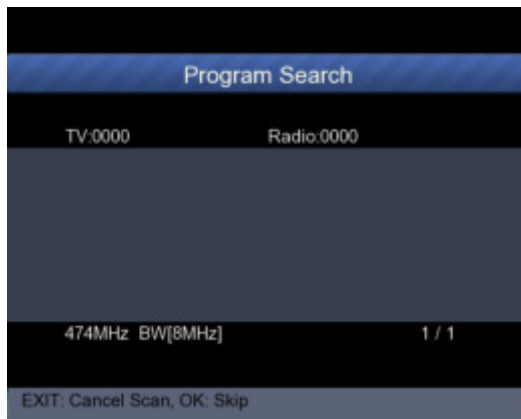 Program Search
TV:0000 Radio:0000
474MHz BW[8MHz] 1 / 1
EXIT: Cancel Scan, OK: Skip